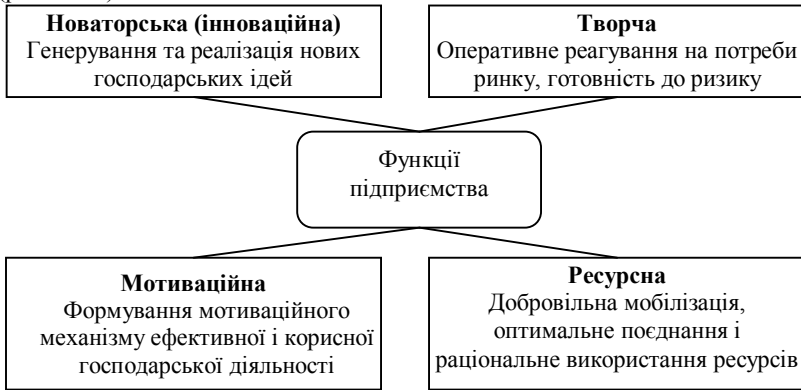 Новаторська (інноваційна)
Генерування та реалізація нових
господарських ідей
Творча
Оперативне реагування на потреби
ринку, готовність до ризику
Функції
підприємства
Мотиваційна
Формування мотиваційного
механізму ефективної і корисної
господарської діяльності
Ресурсна
Добровільна мобілізація,
оптимальне поєднання і
раціональне використання ресурсів